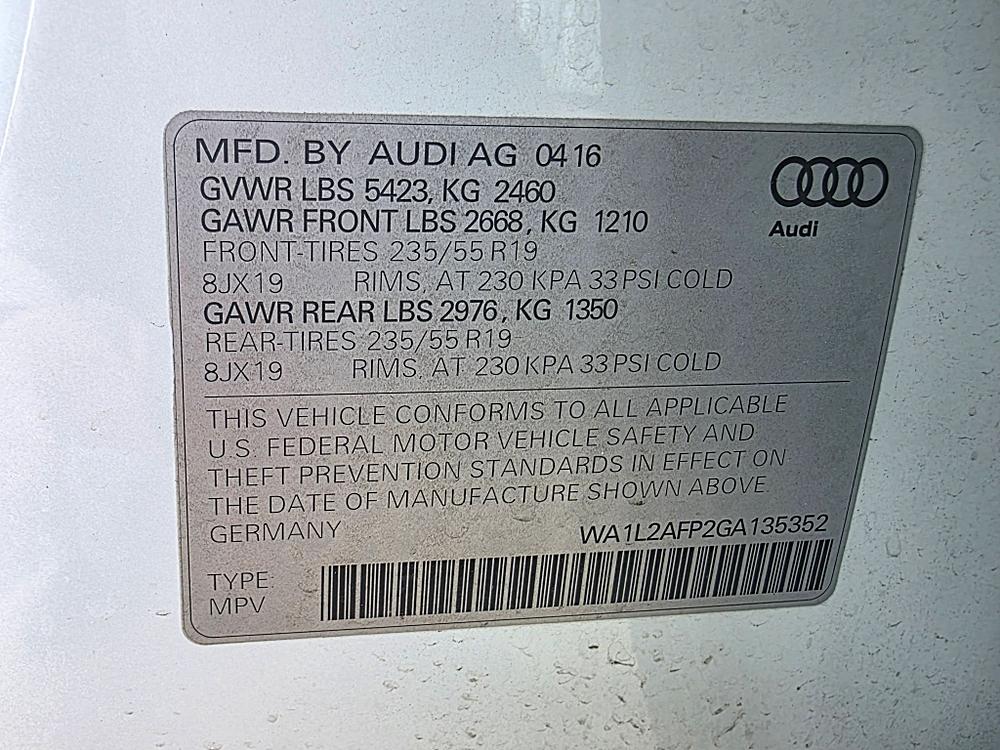 MFD. BY AUDI AG 04 16
GVWR LBS 5423, KG 2460
GAWR FRONT LBS 2668, KG 1210
FRONT-TIRES 235/55 R19
8JX19 RIMS, AT 230 KPA 33 PSI COLD
GAWR REAR LBS 2976, KG 1350
REAR-TIRES 235/55 R19
8JX19 RIMS, AT 230 KPA 33 PSI COLD
Audi
THIS VEHICLE CONFORMS TO ALL APPLICABLE
U.S. FEDERAL MOTOR VEHICLE SAFETY AND
THEFT PREVENTION STANDARDS IN EFFECT ON
THE DATE OF MANUFACTURE SHOWN ABOVE
GERMANY WA1L2AFP2GA135352
TYPE:
MPV